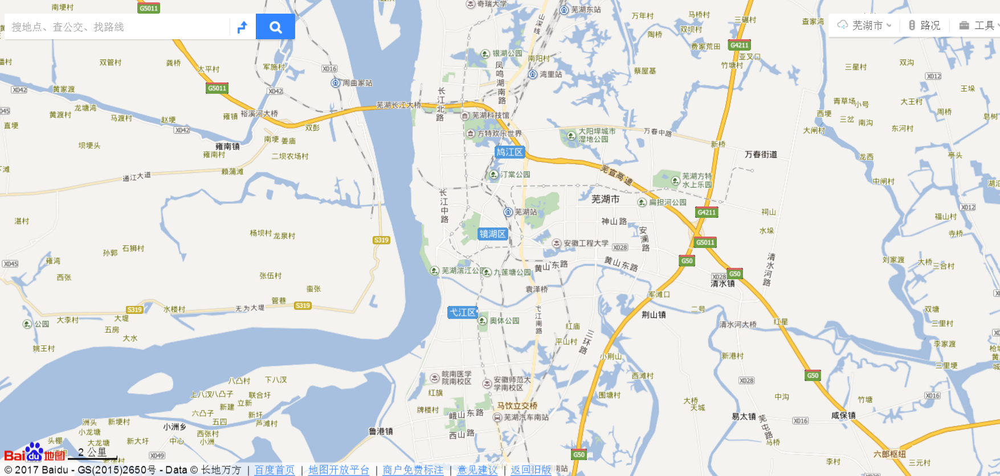 南埂村
G5011
奇瑞大学
芜湖东站
万年村
马桥村
三碾村
查家湾
搜地点、查公交、找路线
芜湖市
路况
工具
山深线
陶桥
双坝村
费家荒田
G4211
亚叉口
竹塘村
银湖公园
南阳村
双管村
龚桥
太平村
军施村
X016
凤鸣湖南路
湾里站
蔡屋基
三星村
双沟
X012
周曲家站
G5011
X042
黄家渡
X042
王垛
长江北路
芜湖长江大桥
龙塘湾
黄渡村
马渡村
赵埂
雍镇
裕溪河大桥
青草场
小号
大王村
周桥
皂树
西埂
三岔
南沟
东河村
大闸村
直埂
X042
双彭
芜湖科技馆
方特欢乐世界
大阳垾城市
湿地公园
万春中路
新桥
南埂
姜庙
坝埂头
雍南镇
雍南村
二坝农场村
鸠江区
万春街道
龙西
亭头
下滩
通江大道
赖蒲滩
汀棠公园
芜宣高速
芜湖方特
水上乐园
中闸村
长江中路
芜湖市
扁担河公园
X012
芜湖站
G4211
祠山
湛村
神山路
福山村
杨坝村
龙泉村
镜湖区
安澜路
水垛
寺桥
S319
安徽工程大学
X028
G5011
孙郭
石狮村
X045
雍湾
黄山东路
黄山东路
G50
清水河路
刘家渡
大桥
三合村
芜湖滨江公园
九莲塘公园
G50
X028
清水镇
西张
张伍村
蛮张
袁泽桥
军滩口
管巷
S319
S319
水楼村
无为大堤
弋江区
弋江南路
荆山镇
二号
双塘
大李村
大堤
公园
奥体公园
清水河大桥
红星
三里村
五房
大水
红庙
平山村
三环路
姚王村
小荆山
新港村
李家渡
三里埂
皖南医学
院南校区
安徽师范大
学南校区
西滩村
X028
G50
八凸村
下八汊
上八汊
八凸子
联合圩
红旗
围塘村
中沟
竹塘
X016
六凸子
新建
立新
新圩
牌楼村
马饮立交桥
大桥
天城
洲头
新埂村
五四
芦滩村
峨山东路
芜湖汽车南站
易太镇
芜屯路
X016
咸保镇
小洲乡
小龙塘
西张村
鲁港镇
西山路
头棚
大龙塘
新大圩
中心
小洲
马桥
六郎枢纽
Bai du 地图
2 公里
X049
G50
李村
三元村
© 2017 Baidu - GS(2015)2650号 - Data © 长地万方 | 百度首页 | 地图开放平台 | 商户免费标注 | 意见建议 | 返回旧版